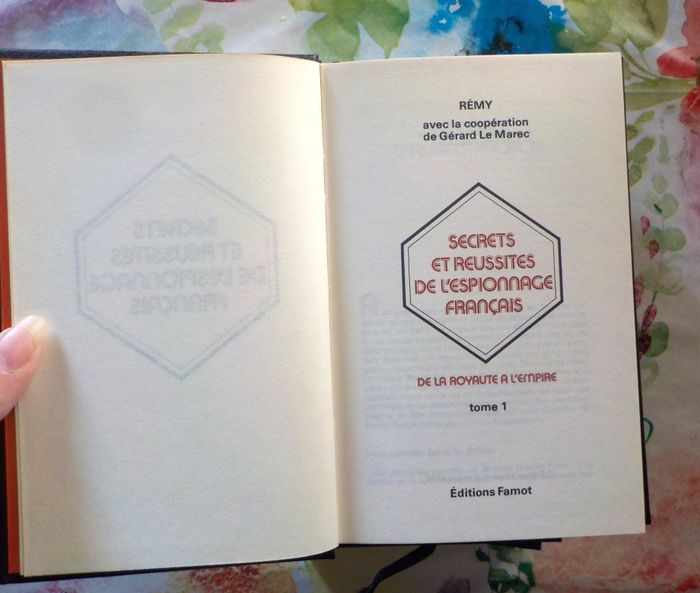 RÉMY
avec la coopération
de Gérard Le Marec
SECRETS
ET REUSSITES
DE L'ESPIONNAGE
FRANÇAIS
DE LA ROYAUTE A L'EMPIRE
tome 1
Éditions Famot